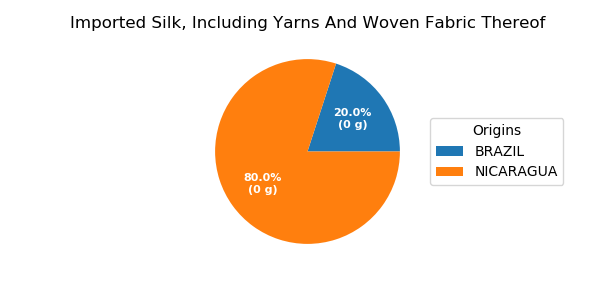 Imported Silk, Including Yarns And Woven Fabric Thereof
20.0%
(0 g)
80.0%
(0 g)
Origins
BRAZIL
NICARAGUA